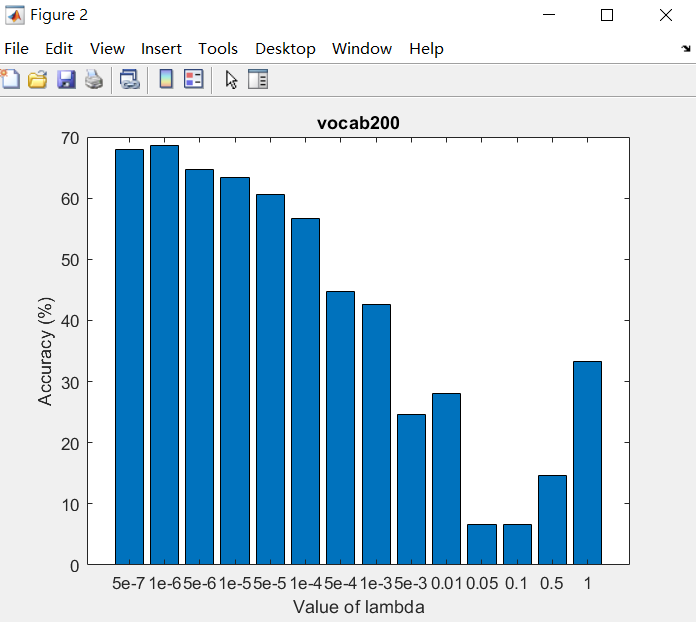 Figure 2
File Edit View Insert Tools Desktop Window Help
vocab200
70
60
50
40
30
20
10
0
Accuracy (%)
5e-7 1e-6 5e-6 1e-5 5e-5 1e-4 5e-4 1e-3 5e-3 0.01 0.05 0.1 0.5 1
Value of lambda